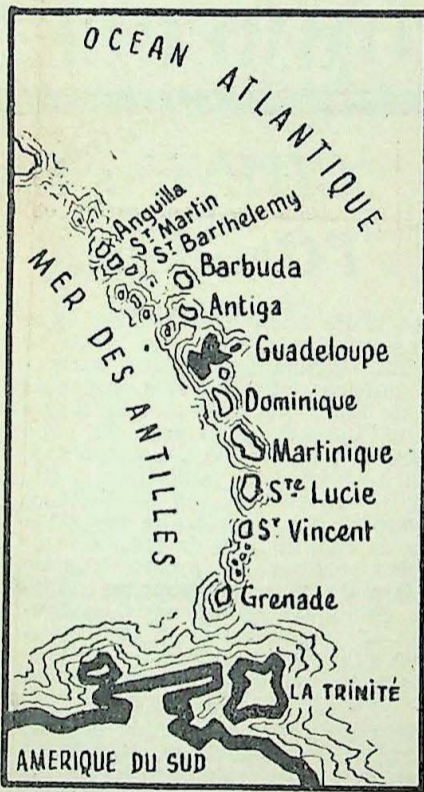 OCEAN ATLANTIQUE
Anguilla
Sᵀ Martin
Sᵀ Barthelemy
Barbuda
Antiga
MER DES ANTILLES
Guadeloupe
Dominique
Martinique
Sᵀᵉ Lucie
Sᵀ Vincent
Grenade
LA TRINITÉ
AMERIQUE DU SUD